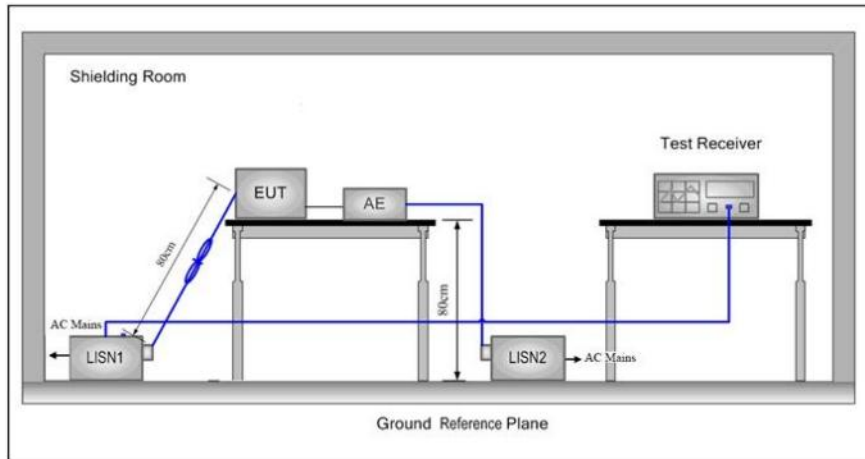 Shielding Room
Test Receiver
EUT
AE
80cm
80cm
AC Mains
LISN1
LISN2
AC Mains
Ground Reference Plane